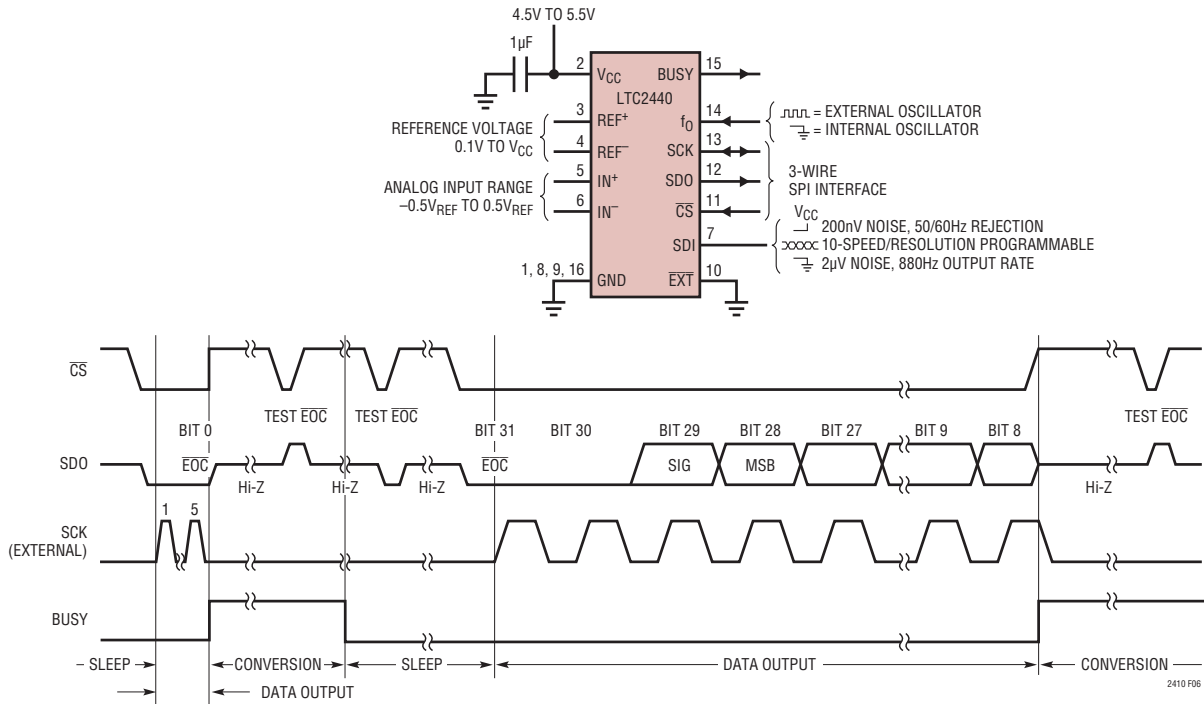 4.5V TO 5.5V
1µF
2
VCC
BUSY
15
LTC2440
REFERENCE VOLTAGE
0.1V TO VCC
3
REF+
4
REF−
fO
14
= EXTERNAL OSCILLATOR
= INTERNAL OSCILLATOR
SCK
13
SDO
12
CS
11
3-WIRE
SPI INTERFACE
ANALOG INPUT RANGE
–0.5VREF TO 0.5VREF
5
IN+
6
IN−
SDI
7
VCC
200nV NOISE, 50/60Hz REJECTION
10-SPEED/RESOLUTION PROGRAMMABLE
2µV NOISE, 880Hz OUTPUT RATE
1, 8, 9, 16
GND
EXT
10
CS
TEST EOC
TEST EOC
TEST EOC
BIT 0
BIT 31
BIT 30
BIT 29
BIT 28
BIT 27
BIT 9
BIT 8
SDO
EOC
EOC
SIG
MSB
Hi-Z
Hi-Z
Hi-Z
Hi-Z
1
5
SCK
(EXTERNAL)
BUSY
SLEEP
CONVERSION
SLEEP
DATA OUTPUT
CONVERSION
DATA OUTPUT
2410 F06